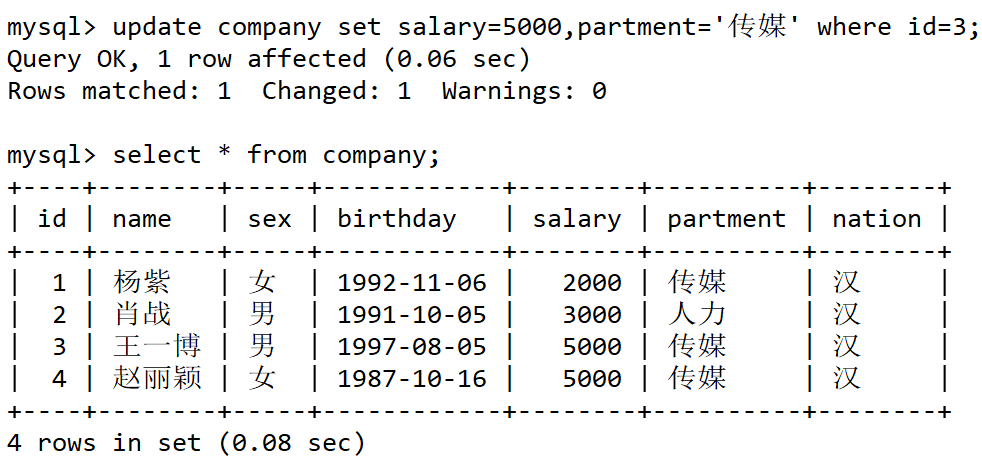 mysql> update company set salary=5000,partment='传媒' where id=3;
Query OK, 1 row affected (0.06 sec)
Rows matched: 1  Changed: 1  Warnings: 0

mysql> select * from company;
+----+--------+-----+------------+--------+----------+--------+
| id | name   | sex | birthday   | salary | partment | nation |
+----+--------+-----+------------+--------+----------+--------+
|  1 | 杨紫   | 女  | 1992-11-06 |   2000 | 传媒     | 汉     |
|  2 | 肖战   | 男  | 1991-10-05 |   3000 | 人力     | 汉     |
|  3 | 王一博 | 男  | 1997-08-05 |   5000 | 传媒     | 汉     |
|  4 | 赵丽颖 | 女  | 1987-10-16 |   5000 | 传媒     | 汉     |
+----+--------+-----+------------+--------+----------+--------+
4 rows in set (0.08 sec)